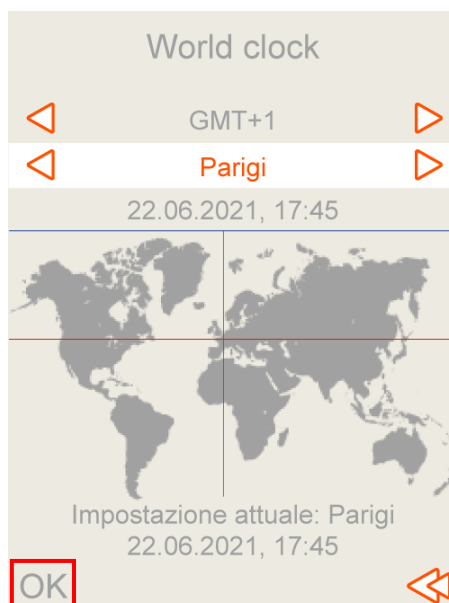 World clock
GMT+1
Parigi
22.06.2021, 17:45
Impostazione attuale: Parigi
22.06.2021, 17:45
OK